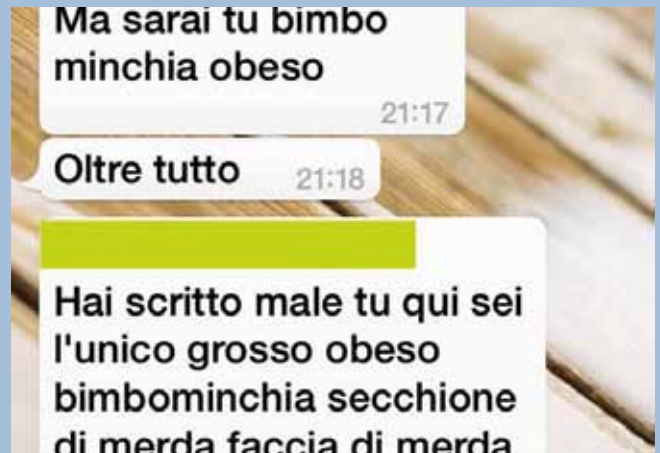 Ma sarai tu bimbo
minchia obeso
21:17
Oltre tutto 21:18
Hai scritto male tu qui sei
l'unico grosso obeso
bimbominchia secchione
di merda faccia di merda